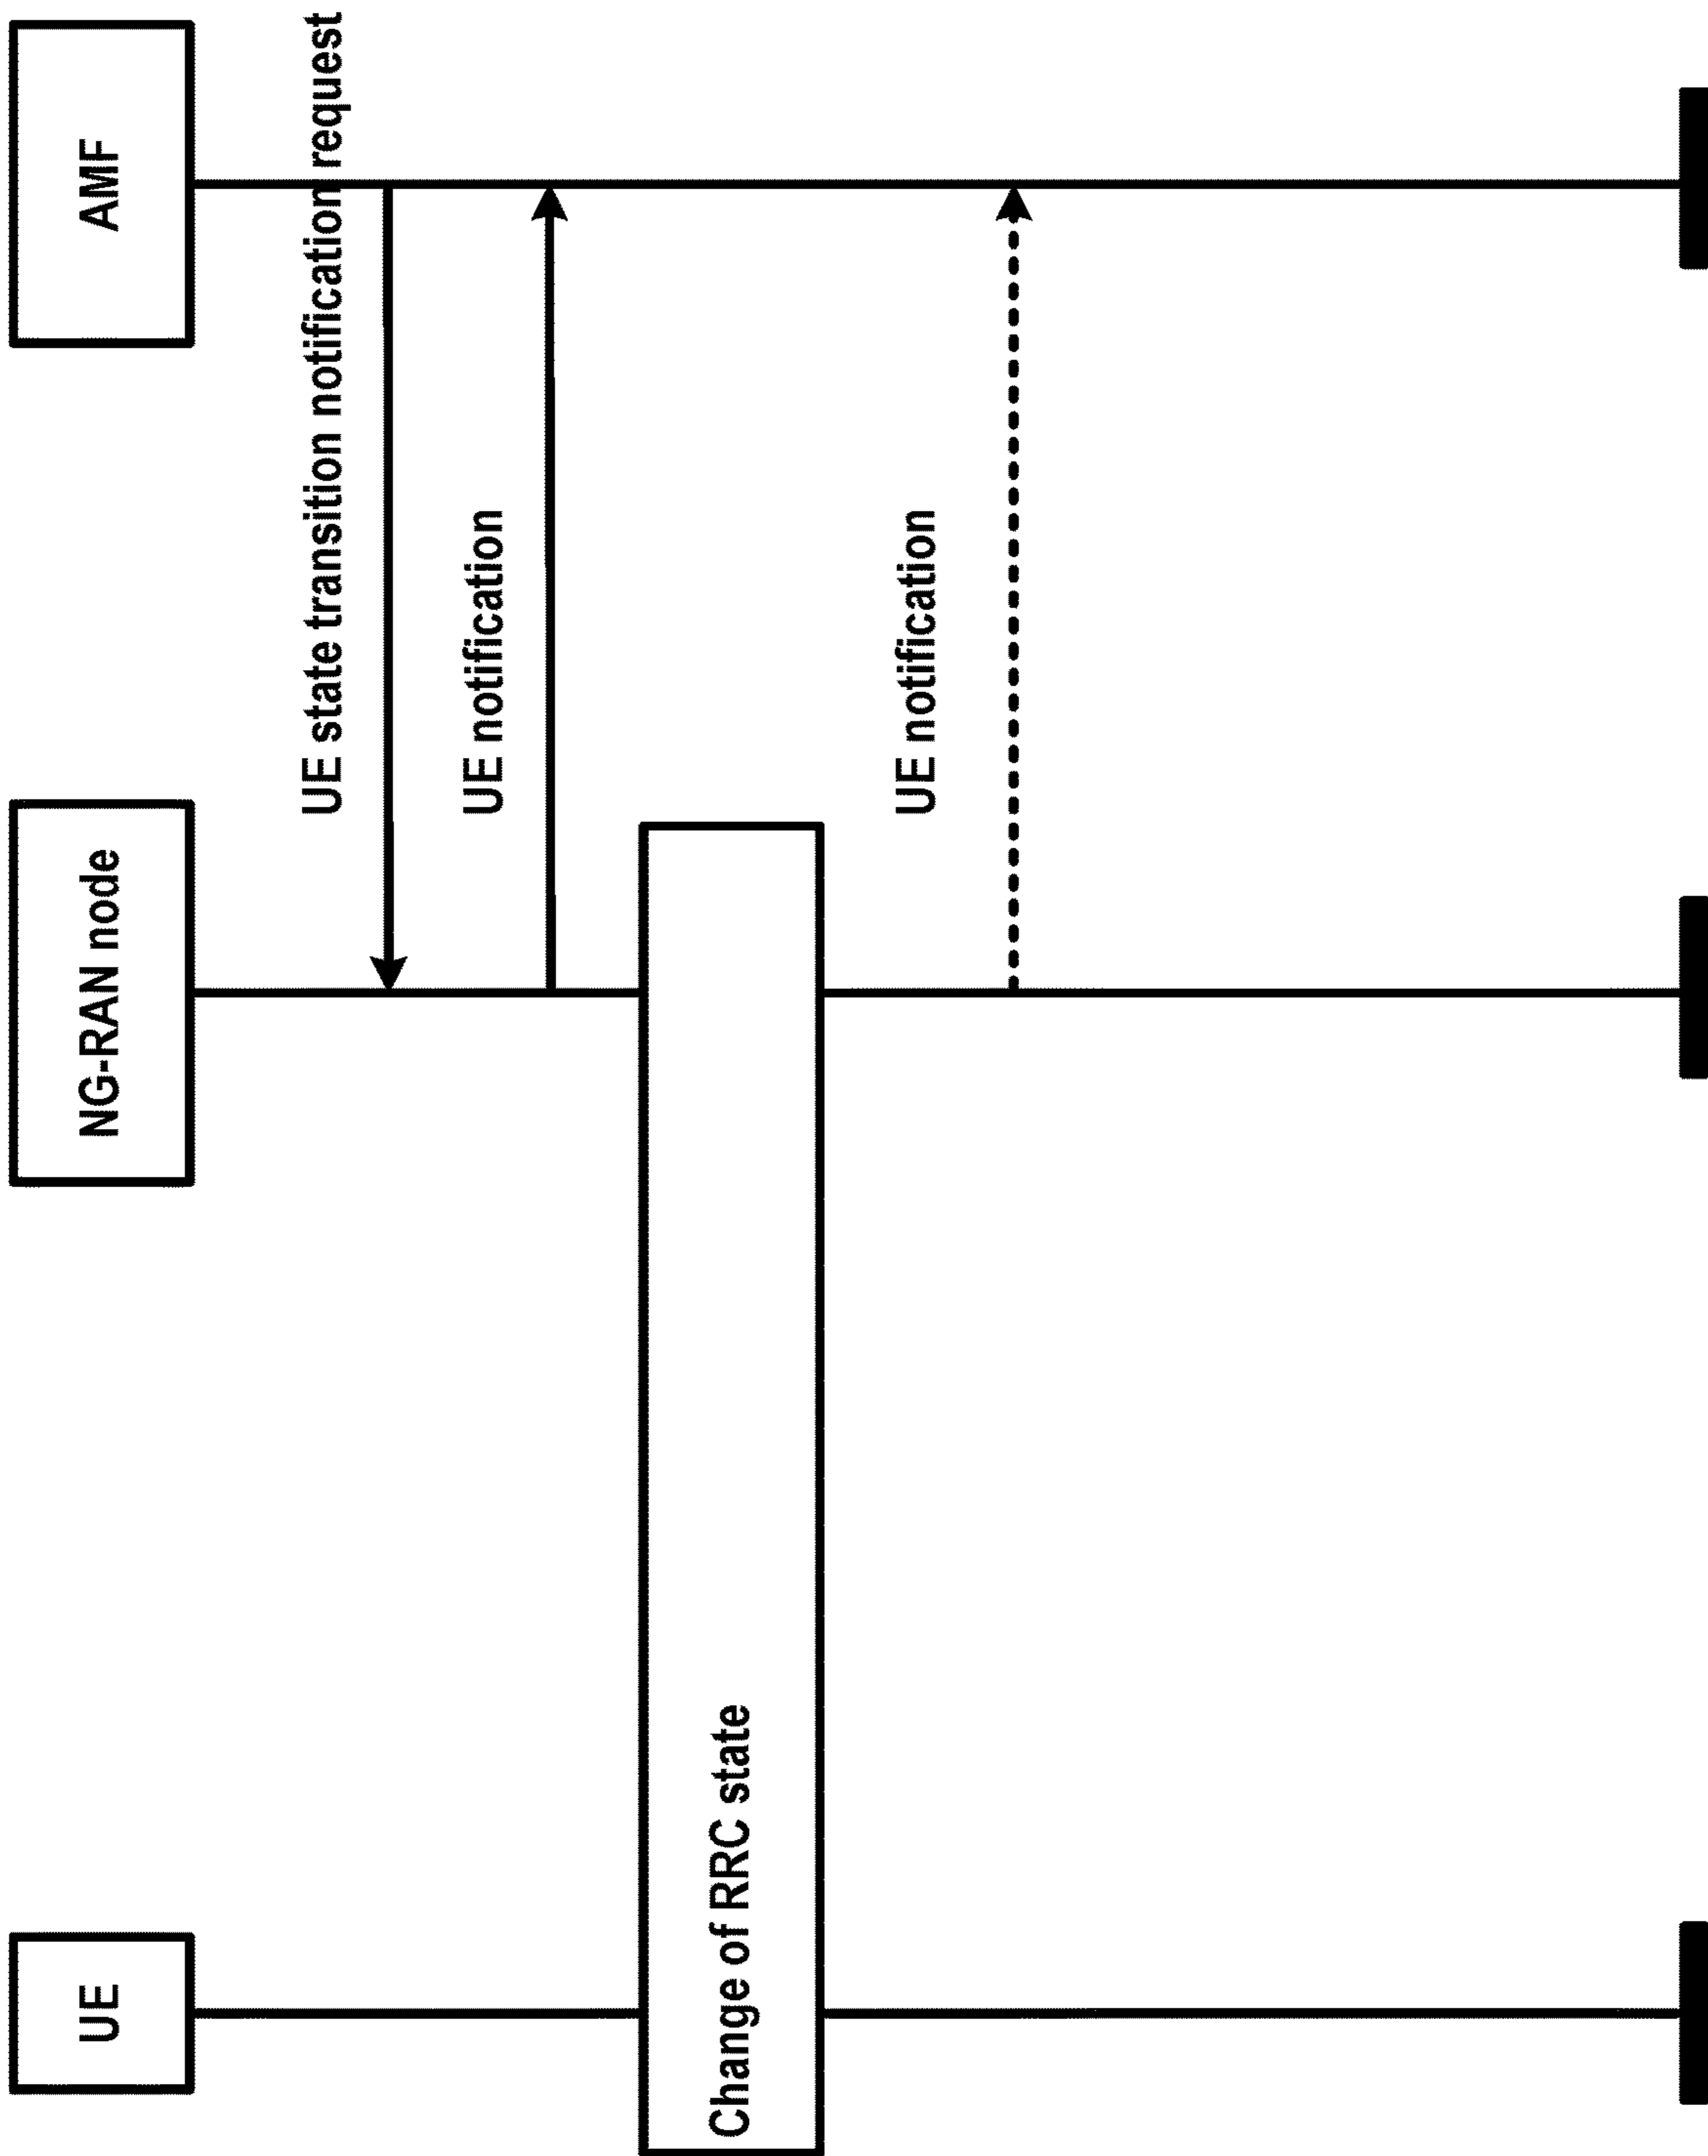 UE
NG-RAN node
AMF
UE state transition notification request
UE notification
Change of RRC state
UE notification